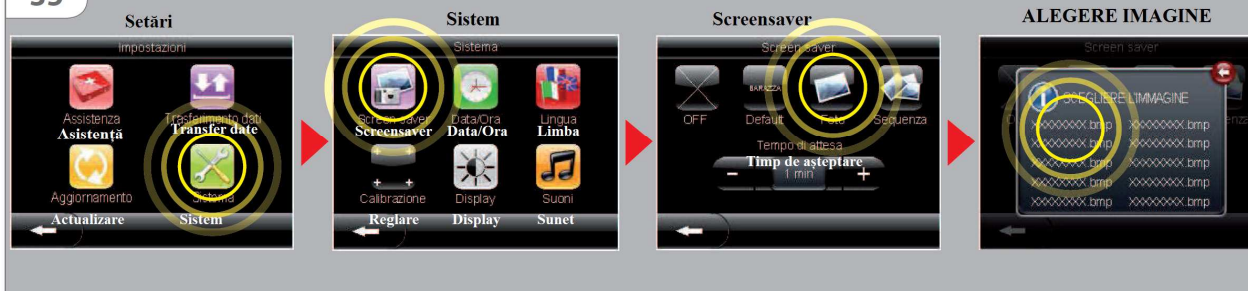 Setări
Impostazioni
Assistenza
Trasferimento dati
Asistență
Transfer date
Aggiornamento
Sistema
Actualizare
Sistem
Sistem
Sistema
Screen saver
Data/Ora
Lingua
Screensaver
Data/Ora
Limba
Calibrazione
Display
Suoni
Reglare
Display
Sunet
Screensaver
Screen saver
BARAZZA
OFF
Default
Foto
Sequenza
Tempo di attesa
Timp de așteptare
- 1 min +
ALEGERE IMAGINE
Screen saver
SCEGLIERE L'IMMAGINE
XXXXXXXX.bmp XXXXXXXX.bmp
XXXXXXXX.bmp XXXXXXXX.bmp
XXXXXXXX.bmp XXXXXXXX.bmp
XXXXXXXX.bmp XXXXXXXX.bmp
XXXXXXXX.bmp XXXXXXXX.bmp